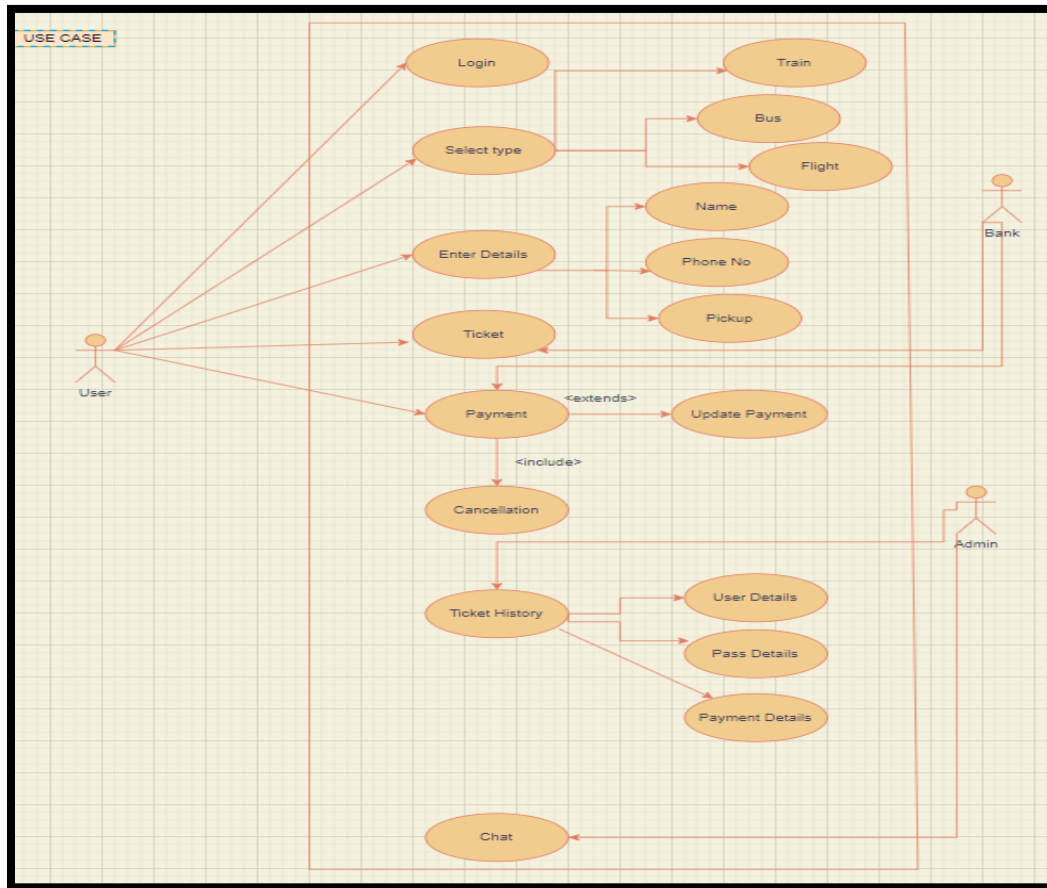 USE CASE
Login
Train
Bus
Select type
Flight
Name
Bank
Enter Details
Phone No
Pickup
Ticket
User
<extends>
Payment
Update Payment
<include>
Cancellation
Admin
User Details
Ticket History
Pass Details
Payment Details
Chat